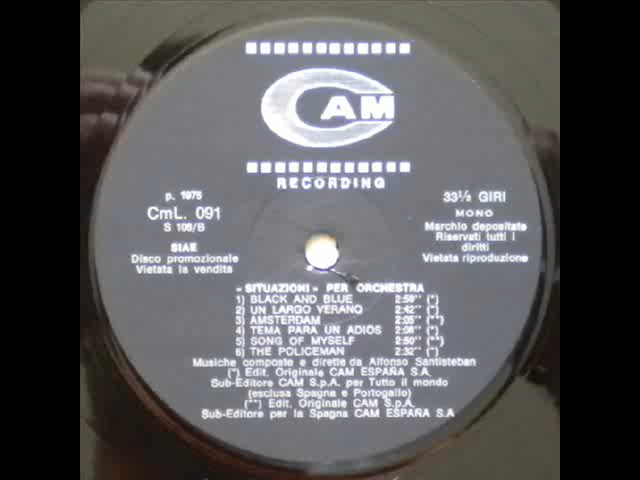 CAM
RECORDING
p. 1975
CmL. 091
S 108/B
SIAE
Disco promozionale
Vietata la vendita
33½ GIRI
MONO
Marchio depositate
Riservati tutti i
diritti
Vietata riproduzione
« SITUAZIONI » PER ORCHESTRA
1) BLACK AND BLUE 2:59'' (*)
2) UN LARGO VERANO 2:42'' (*)
3) AMSTERDAM 2:05'' (**)
4) TEMA PARA UN ADIOS 2:08'' (*)
5) SONG OF MYSELF 2:50'' (**)
6) THE POLICEMAN 2:32'' (*)
Musiche composte e dirette da Alfonso Santisteban
(*) Edit. Originale CAM ESPAÑA S.A.
Sub-Editore CAM S.p.A. per Tutto il mondo
(esclusa Spagna e Portogallo)
(**) Edit. Originale CAM S.p.A.
Sub-Editore per la Spagna CAM ESPAÑA S.A